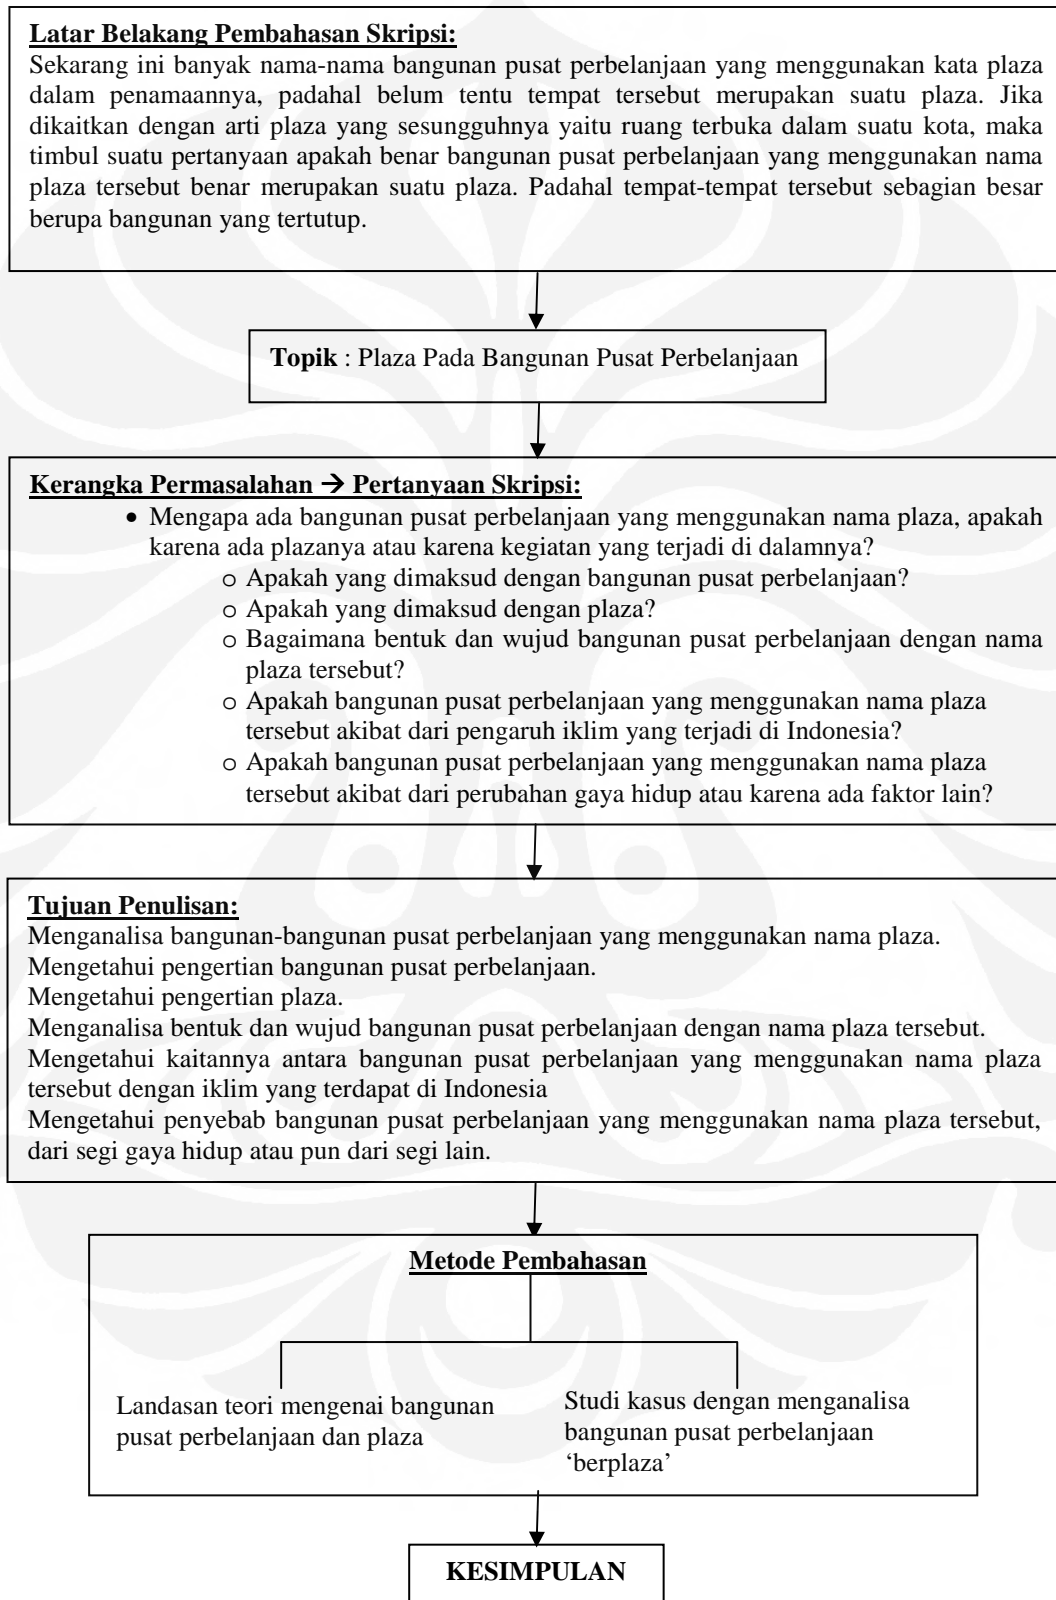 Latar Belakang Pembahasan Skripsi:
Sekarang ini banyak nama-nama bangunan pusat perbelanjaan yang menggunakan kata plaza
dalam penamaannya, padahal belum tentu tempat tersebut merupakan suatu plaza. Jika
dikaitkan dengan arti plaza yang sesungguhnya yaitu ruang terbuka dalam suatu kota, maka
timbul suatu pertanyaan apakah benar bangunan pusat perbelanjaan yang menggunakan nama
plaza tersebut benar merupakan suatu plaza. Padahal tempat-tempat tersebut sebagian besar
berupa bangunan yang tertutup.
Topik : Plaza Pada Bangunan Pusat Perbelanjaan
Kerangka Permasalahan → Pertanyaan Skripsi:
• Mengapa ada bangunan pusat perbelanjaan yang menggunakan nama plaza, apakah
karena ada plazanya atau karena kegiatan yang terjadi di dalamnya?
o Apakah yang dimaksud dengan bangunan pusat perbelanjaan?
o Apakah yang dimaksud dengan plaza?
o Bagaimana bentuk dan wujud bangunan pusat perbelanjaan dengan nama
plaza tersebut?
o Apakah bangunan pusat perbelanjaan yang menggunakan nama plaza
tersebut akibat dari pengaruh iklim yang terjadi di Indonesia?
o Apakah bangunan pusat perbelanjaan yang menggunakan nama plaza
tersebut akibat dari perubahan gaya hidup atau karena ada faktor lain?
Tujuan Penulisan:
Menganalisa bangunan-bangunan pusat perbelanjaan yang menggunakan nama plaza.
Mengetahui pengertian bangunan pusat perbelanjaan.
Mengetahui pengertian plaza.
Menganalisa bentuk dan wujud bangunan pusat perbelanjaan dengan nama plaza tersebut.
Mengetahui kaitannya antara bangunan pusat perbelanjaan yang menggunakan nama plaza
tersebut dengan iklim yang terdapat di Indonesia
Mengetahui penyebab bangunan pusat perbelanjaan yang menggunakan nama plaza tersebut,
dari segi gaya hidup atau pun dari segi lain.
Metode Pembahasan
Landasan teori mengenai bangunan
pusat perbelanjaan dan plaza
Studi kasus dengan menganalisa
bangunan pusat perbelanjaan
‘berplaza’
KESIMPULAN